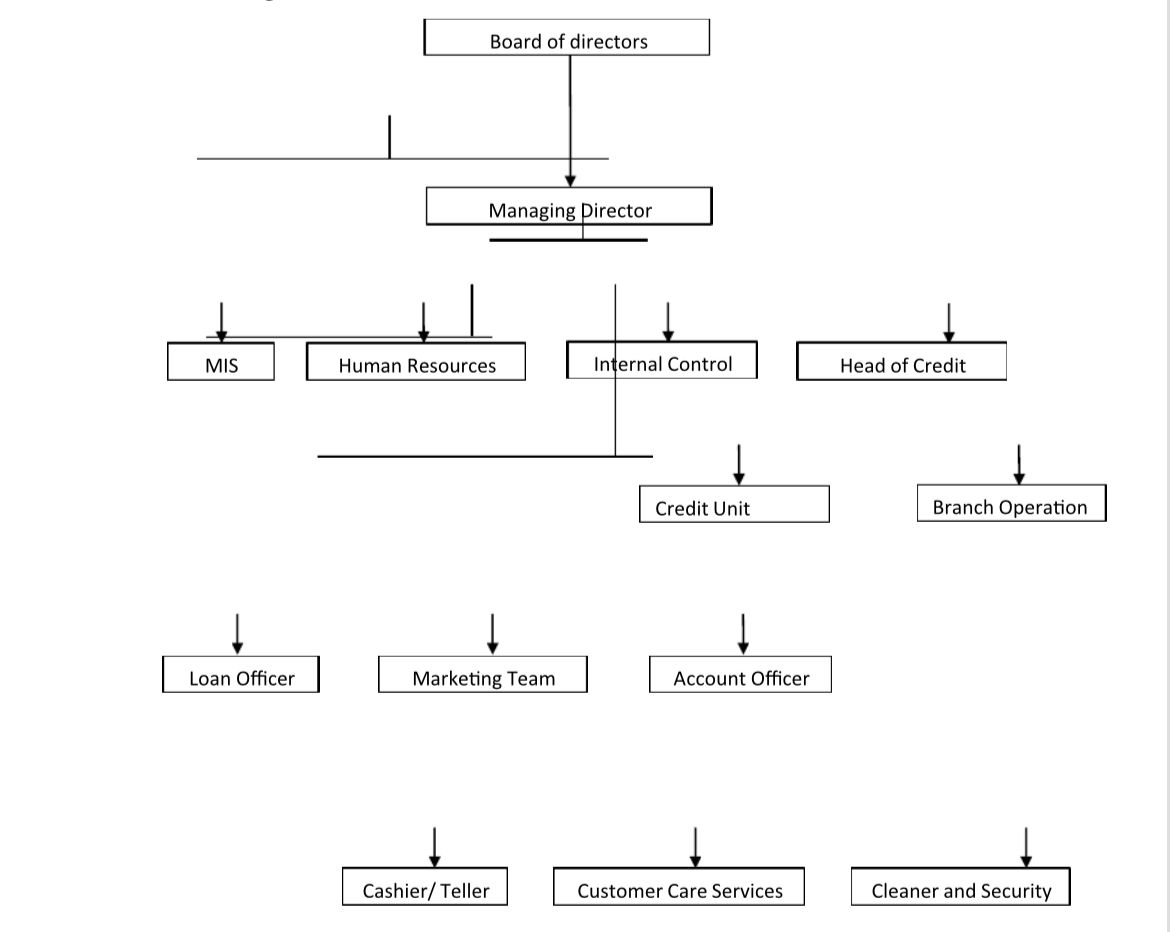 Board of directors
Managing Director
MIS
Human Resources
Internal Control
Head of Credit
Credit Unit
Branch Operation
Loan Officer
Marketing Team
Account Officer
Cashier/ Teller
Customer Care Services
Cleaner and Security